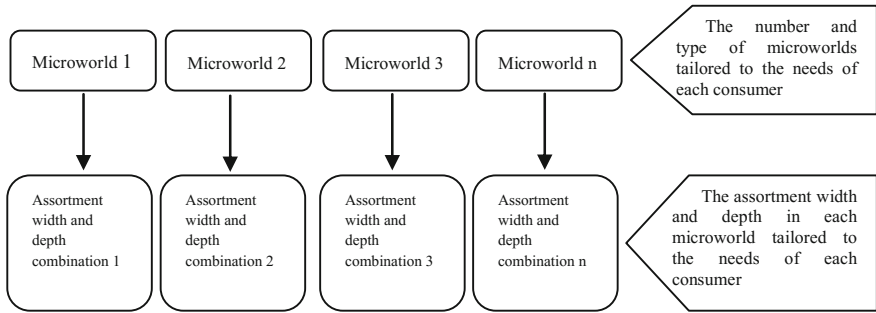 Microworld 1
Microworld 2
Microworld 3
Microworld n
The number and
type of microworlds
tailored to the needs of
each consumer
Assortment
width and
depth
combination 1
Assortment
width and
depth
combination 2
Assortment
width and
depth
combination 3
Assortment
width and
depth
combination n
The assortment width
and depth in each
microworld tailored to
the needs of each
consumer